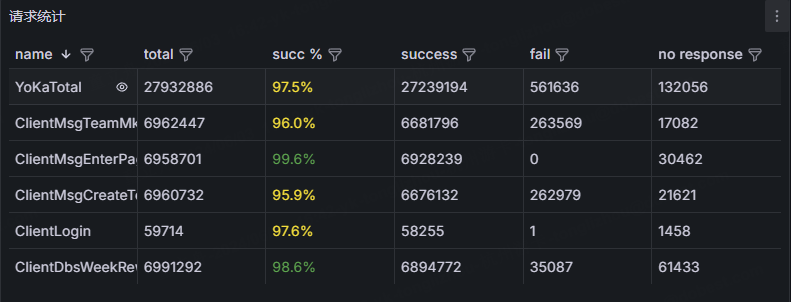 请求统计
name total succ % success fail no response
YoKaTotal 27932886 97.5% 27239194 561636 132056
ClientMsgTeamMk 6962447 96.0% 6681796 263569 17082
ClientMsgEnterPa 6958701 99.6% 6928239 0 30462
ClientMsgCreateTe 6960732 95.9% 6676132 262979 21621
ClientLogin 59714 97.6% 58255 1 1458
ClientDbsWeekRev 6991292 98.6% 6894772 35087 61433